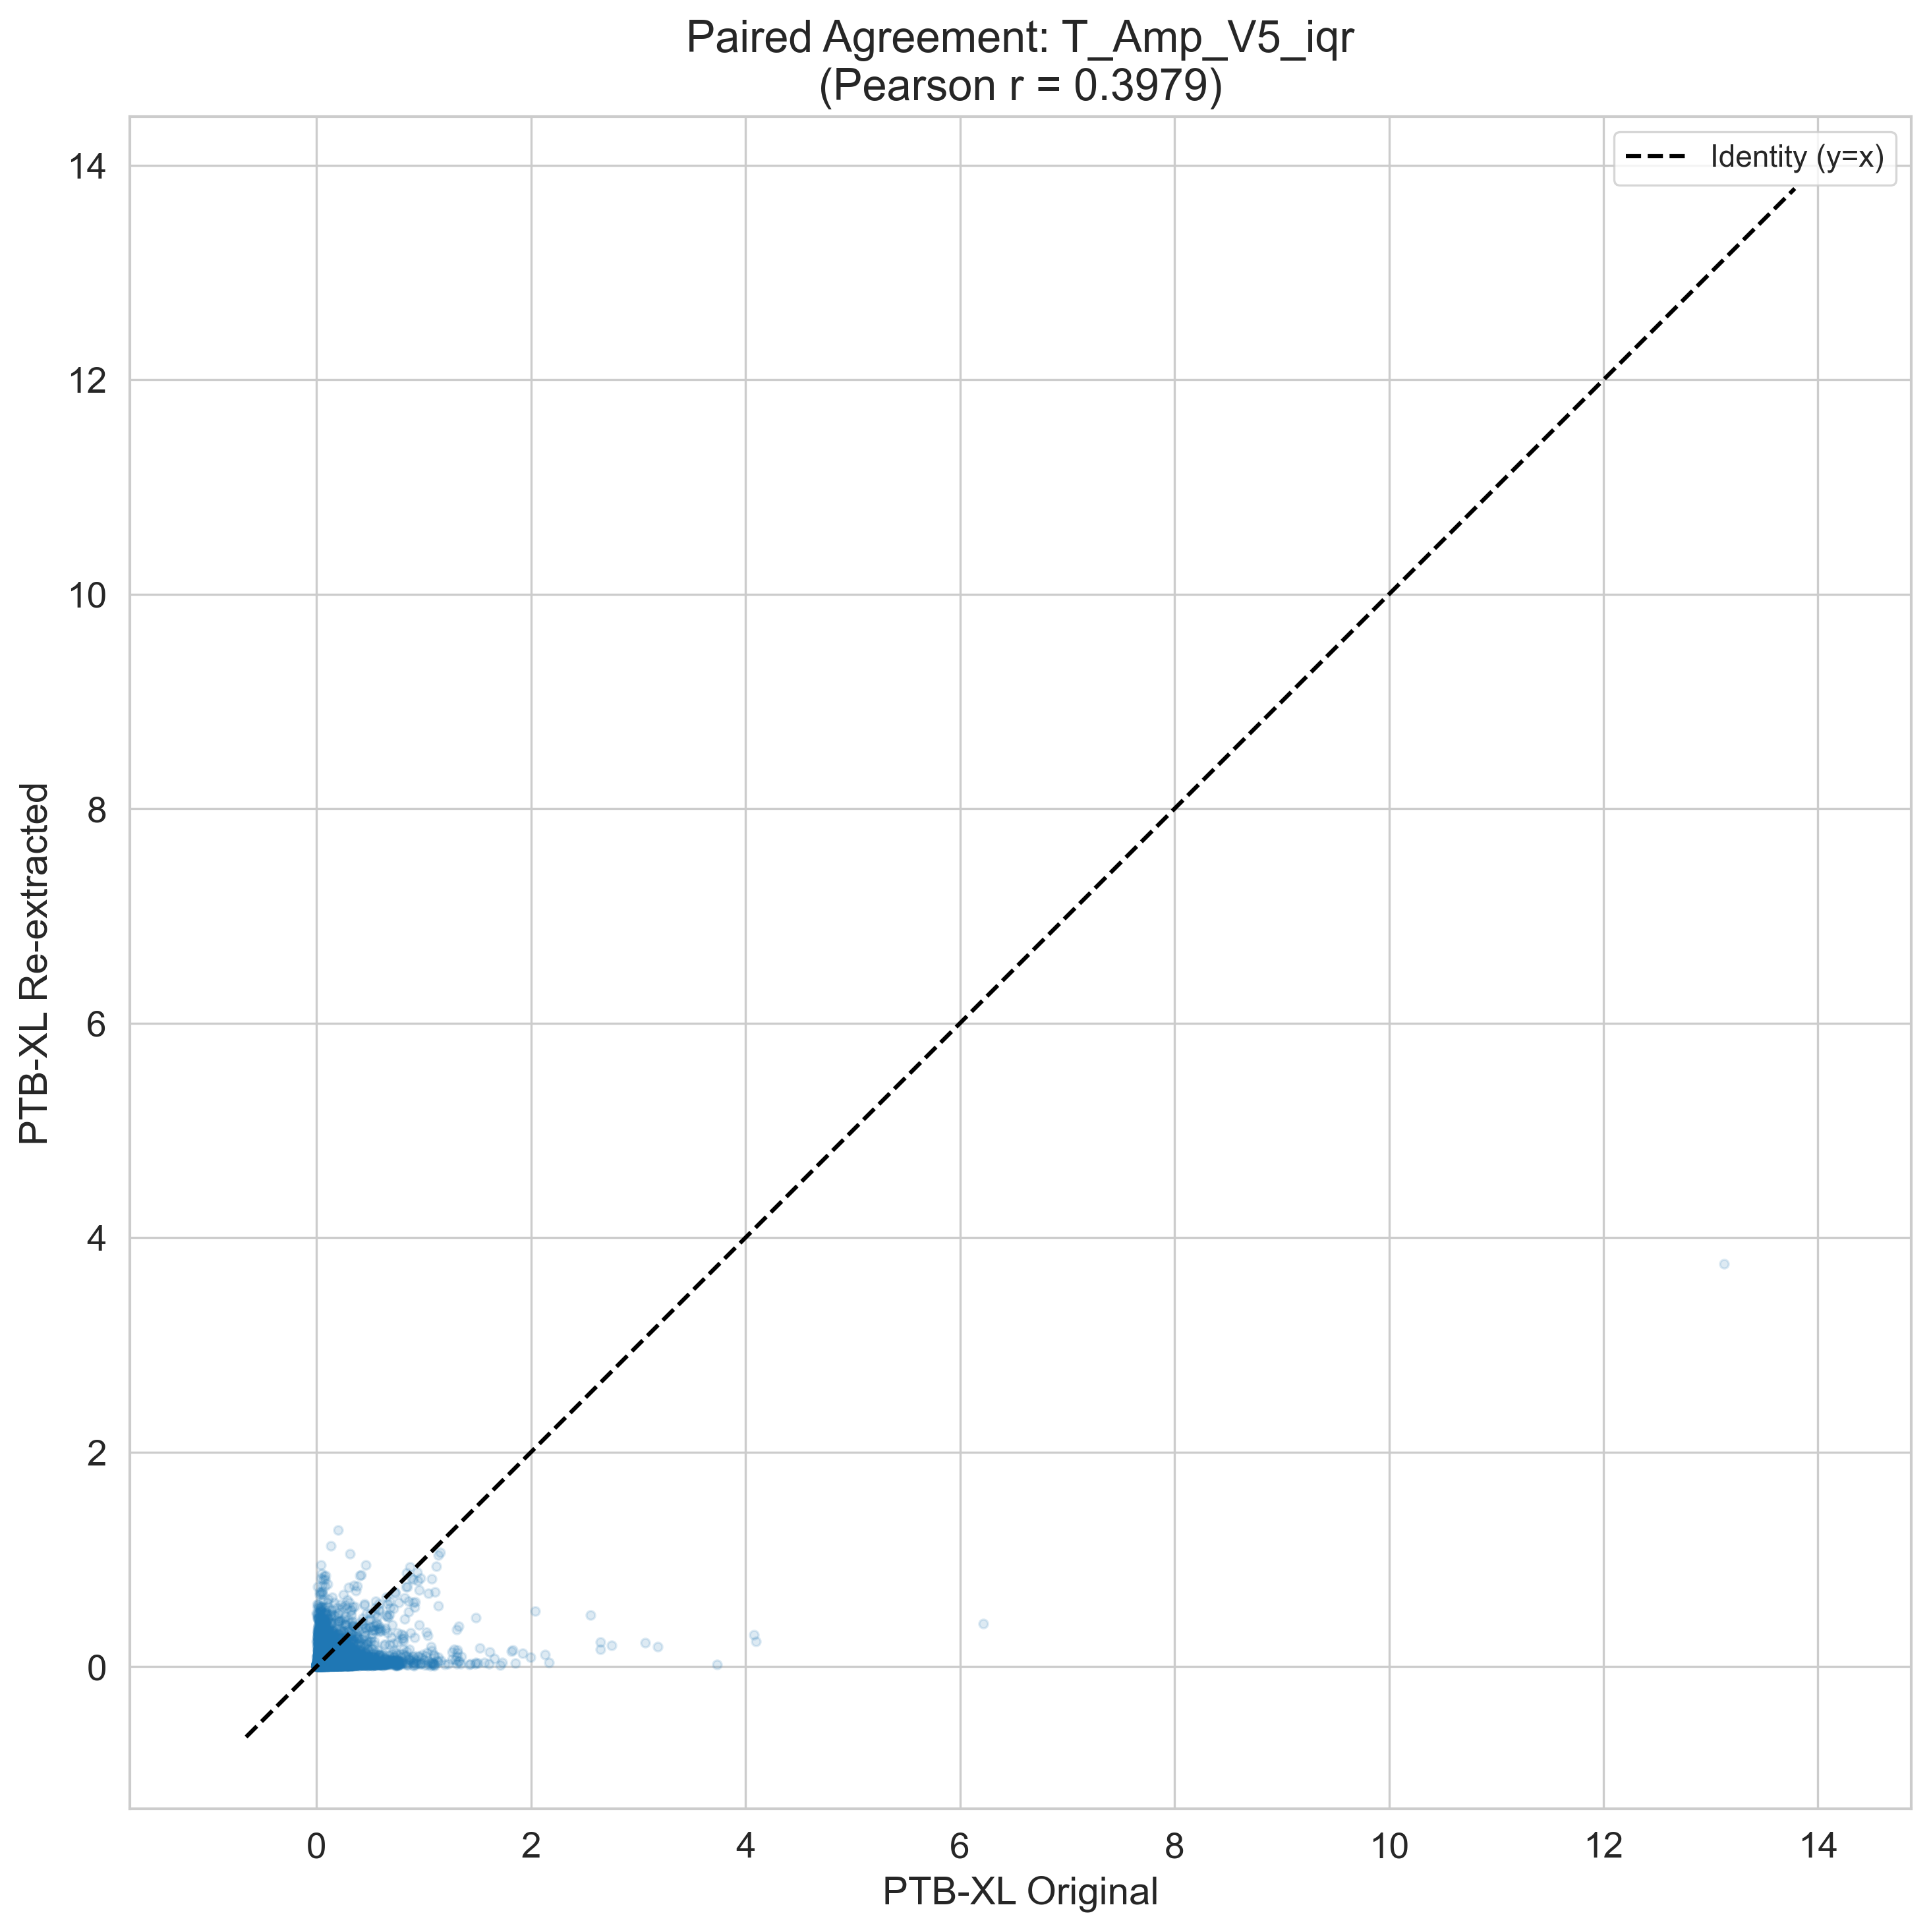 Paired Agreement: T_Amp_V5_iqr
(Pearson r = 0.3979)
Identity (y=x)
14
12
10
8
6
4
2
0
PTB-XL Re-extracted
0 2 4 6 8 10 12 14
PTB-XL Original